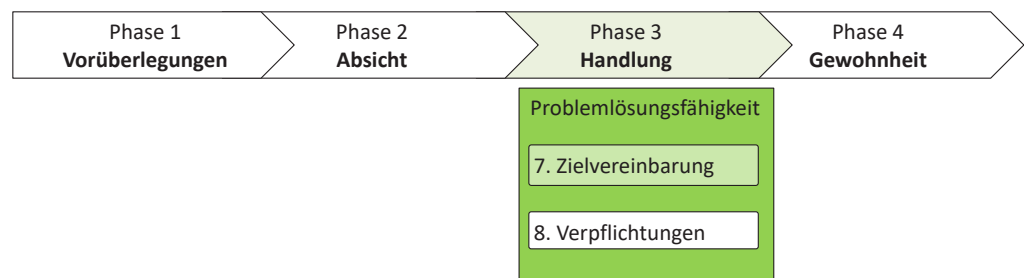 Phase 1
Vorüberlegungen
Phase 2
Absicht
Phase 3
Handlung
Phase 4
Gewohnheit
Problemlösungsfähigkeit
7. Zielvereinbarung
8. Verpflichtungen